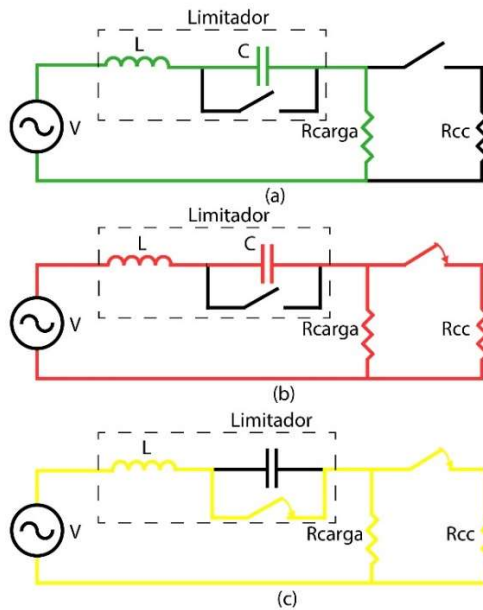 Limitador
L
C
V
Rcarga
Rcc
(a)
Limitador
L
C
V
Rcarga
Rcc
(b)
Limitador
L
V
Rcarga
Rcc
(c)